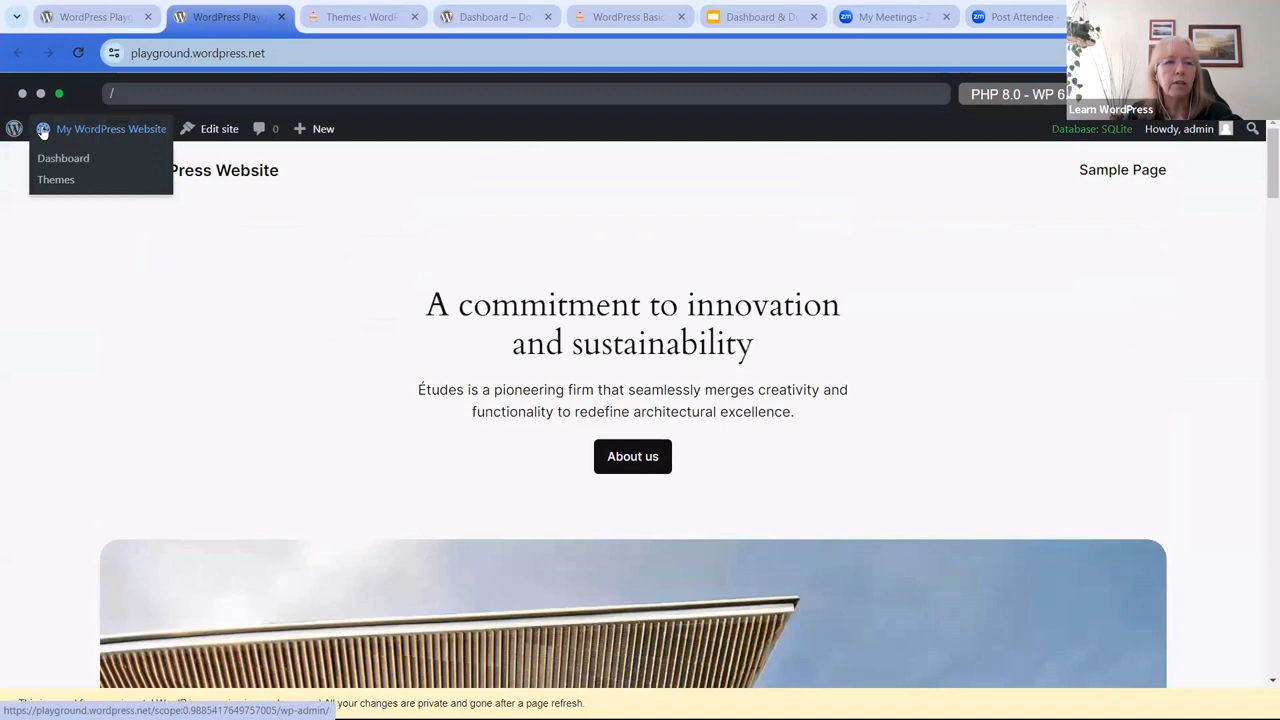 WordPress Play
WordPress Play
Themes ‹ WordP
Dashboard – Do
WordPress Basic
Dashboard & D
My Meetings - Z
Post Attendee -
playground.wordpress.net
/
PHP 8.0 - WP 6
Learn WordPress
My WordPress Website
Edit site
0
New
Database: SQLite
Howdy, admin
Dashboard
Themes
Press Website
Sample Page
A commitment to innovation
and sustainability
Études is a pioneering firm that seamlessly merges creativity and
functionality to redefine architectural excellence.
About us
your changes are private and gone after a page refresh.
https://playground.wordpress.net/scope:0.9885417649757005/wp-admin/